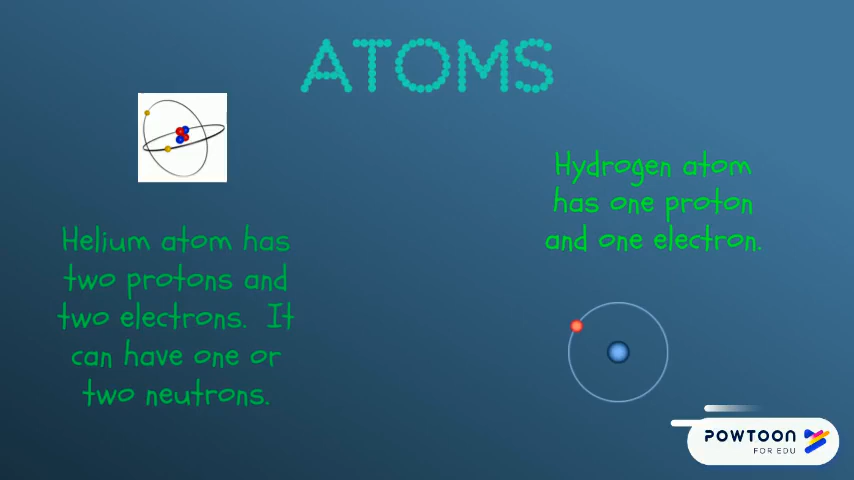 ATOMS
Helium atom has
two protons and
two electrons.  It
can have one or
two neutrons.
Hydrogen atom
has one proton
and one electron.
POWTOON
FOR EDU